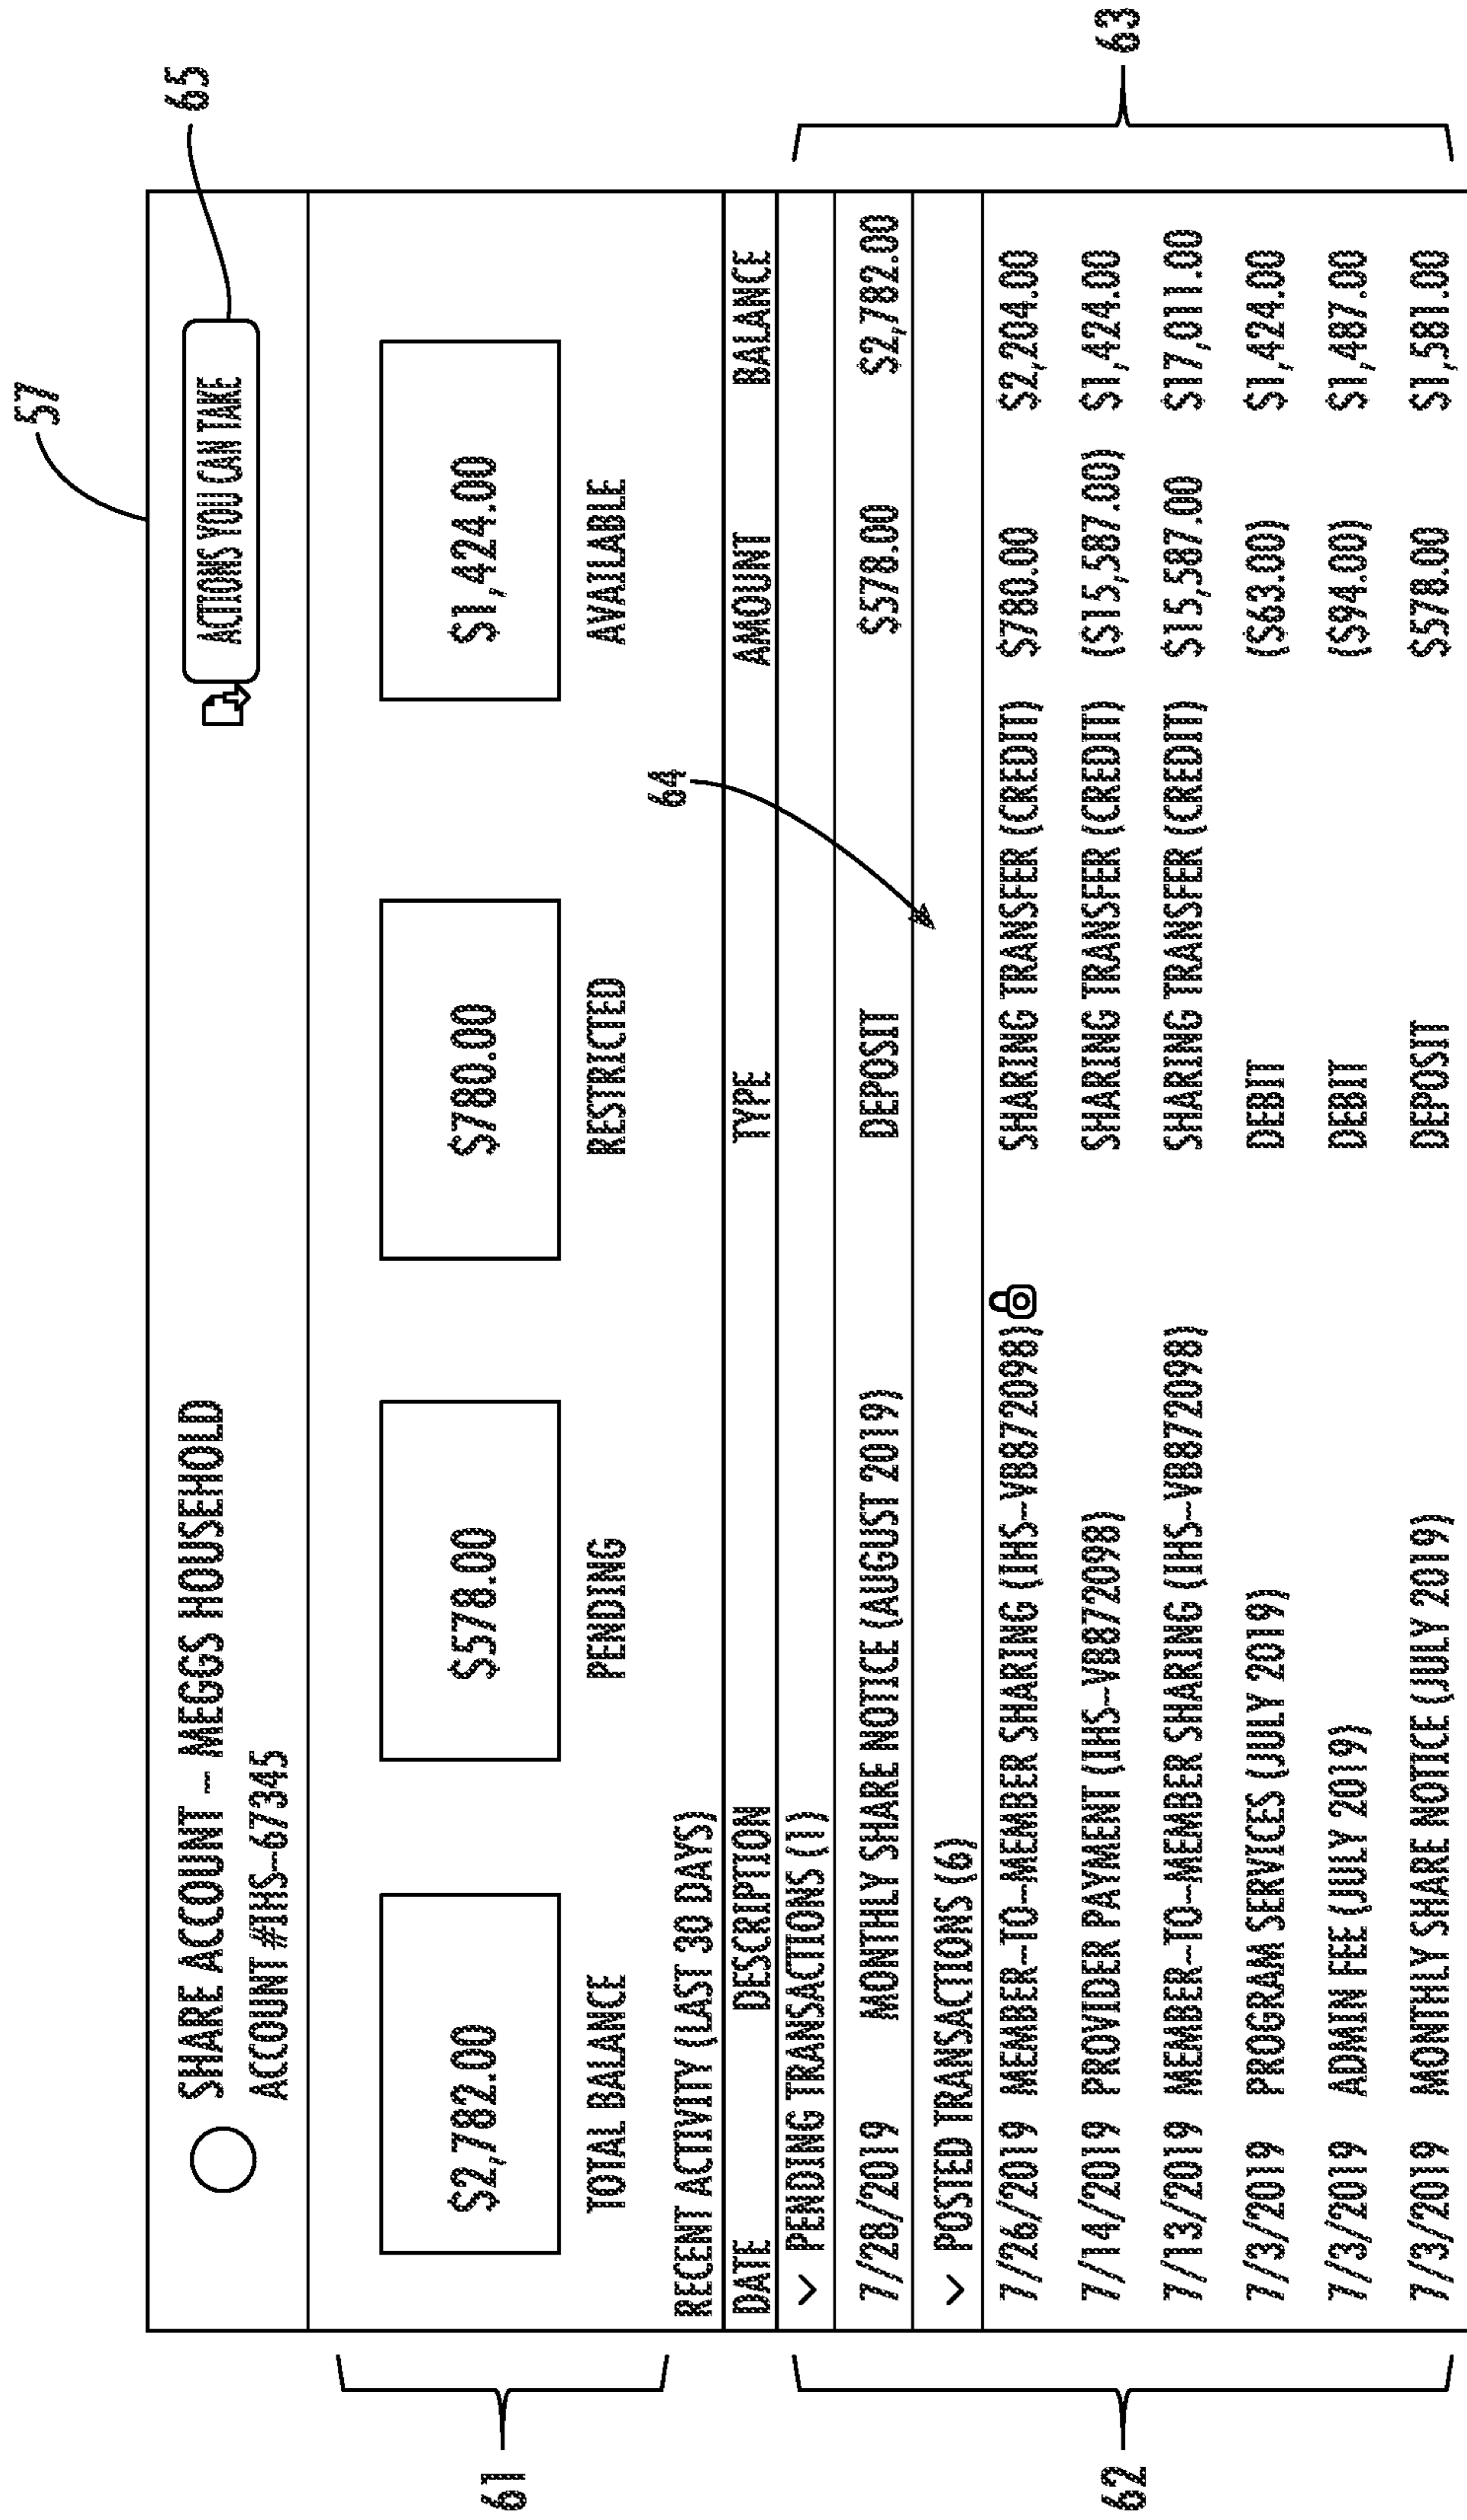 57
65
SHARE ACCOUNT -- MEGGS HOUSEHOLD
ACTIONS YOU CAN TAKE
ACCOUNT #IHS-67345
61
$2,782.00 $578.00 $780.00 $1,424.00
TOTAL BALANCE PENDING RESTRICTED AVAILABLE
64
RECENT ACTIVITY (LAST 30 DAYS)
DATE DESCRIPTION TYPE AMOUNT BALANCE
PENDING TRANSACTIONS (1)
7/28/2019 MONTHLY SHARE NOTICE (AUGUST 2019) DEPOSIT $578.00 $2,782.00
POSTED TRANSACTIONS (6)
7/26/2019 MEMBER-TO-MEMBER SHARING (IHS-VB872098) SHARING TRANSFER (CREDIT) $780.00 $2,204.00
7/14/2019 PROVIDER PAYMENT (IHS-VB872098) SHARING TRANSFER (CREDIT) ($15,587.00) $1,424.00
62
63
7/13/2019 MEMBER-TO-MEMBER SHARING (IHS-VB872098) SHARING TRANSFER (CREDIT) $15,587.00 $17,011.00
7/3/2019 PROGRAM SERVICES (JULY 2019) DEBIT ($63.00) $1,424.00
7/3/2019 ADMIN FEE (JULY 2019) DEBIT ($94.00) $1,487.00
7/3/2019 MONTHLY SHARE NOTICE (JULY 2019) DEPOSIT $578.00 $1,581.00